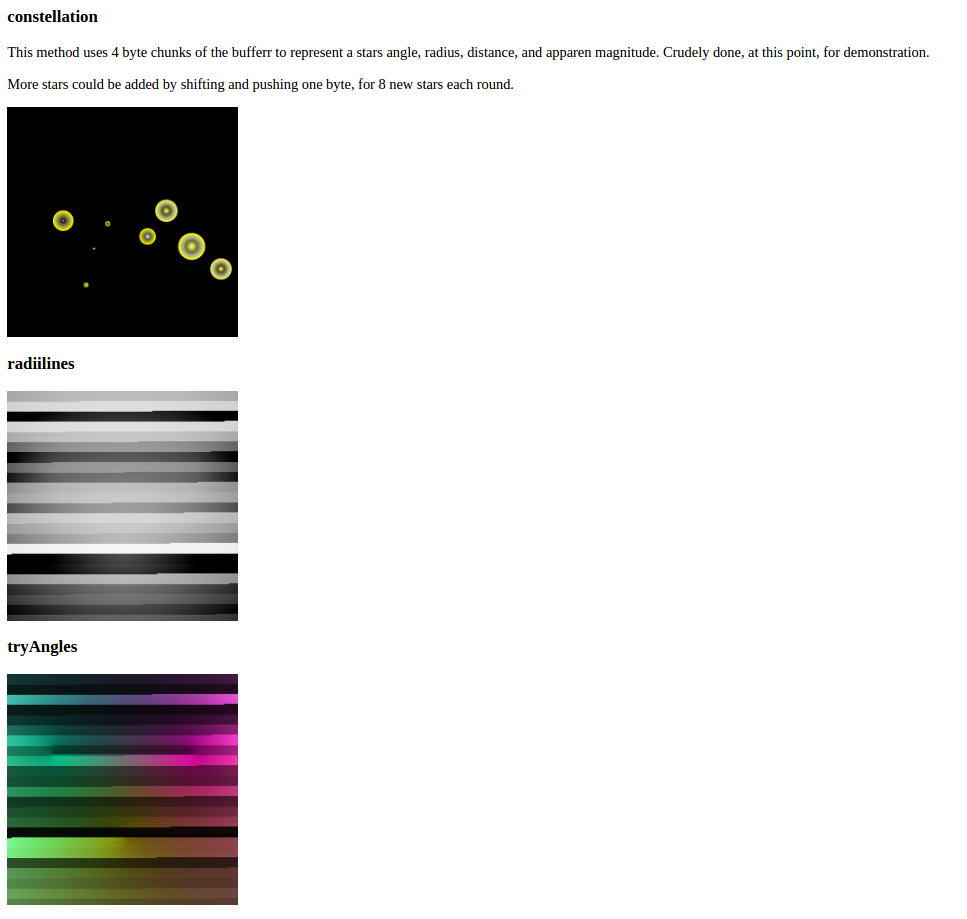 constellation
This method uses 4 byte chunks of the bufferr to represent a stars angle, radius, distance, and apparen magnitude. Crudely done, at this point, for demonstration.
More stars could be added by shifting and pushing one byte, for 8 new stars each round.
radiilines
tryAngles